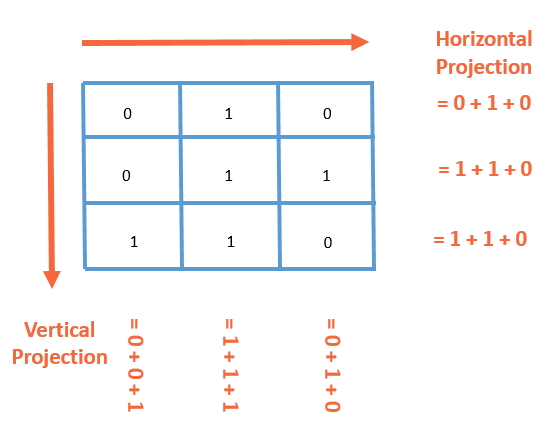 Horizontal
Projection
0 1 0 = 0 + 1 + 0
0 1 1 = 1 + 1 + 0
1 1 0 = 1 + 1 + 0
Vertical
Projection
= 0 + 0 + 1
= 1 + 1 + 1
= 0 + 1 + 0